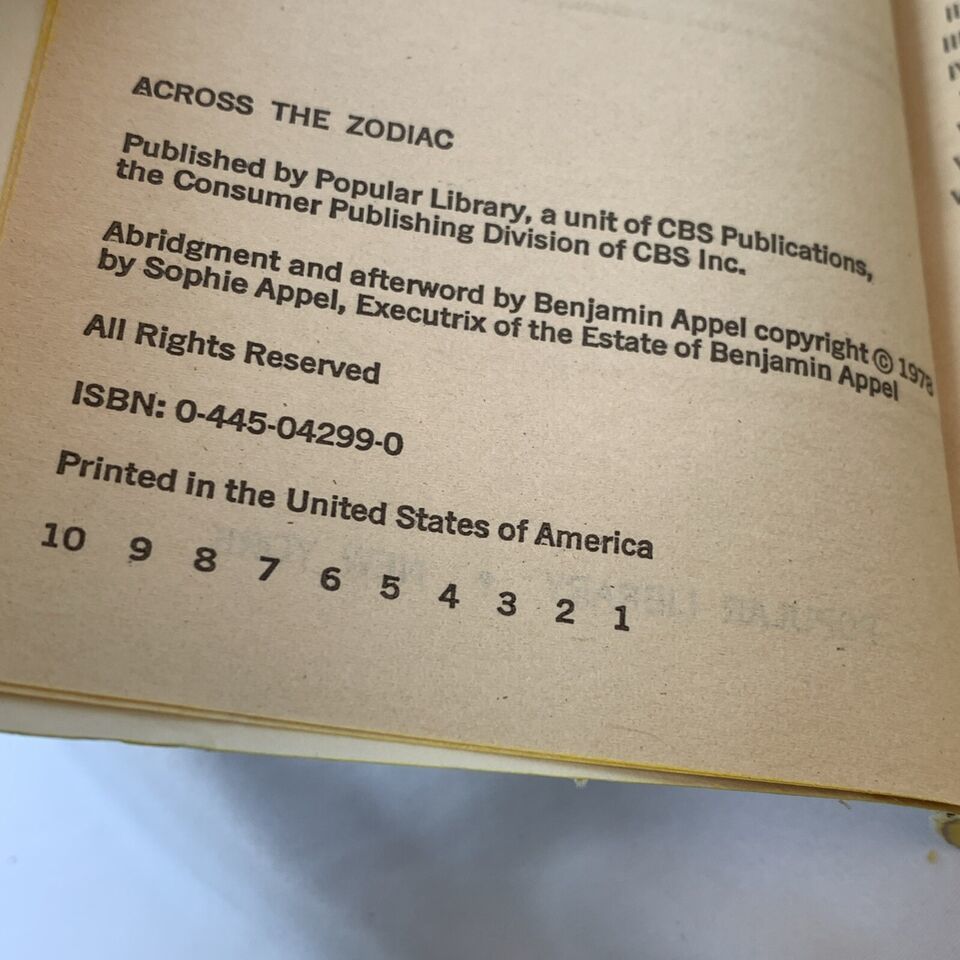 ACROSS THE ZODIAC
Published by Popular Library, a unit of CBS Publications,
the Consumer Publishing Division of CBS Inc.
Abridgment and afterword by Benjamin Appel copyright © 1978
by Sophie Appel, Executrix of the Estate of Benjamin Appel
All Rights Reserved
ISBN: 0-445-04299-0
Printed in the United States of America
10 9 8 7 6 5 4 3 2 1